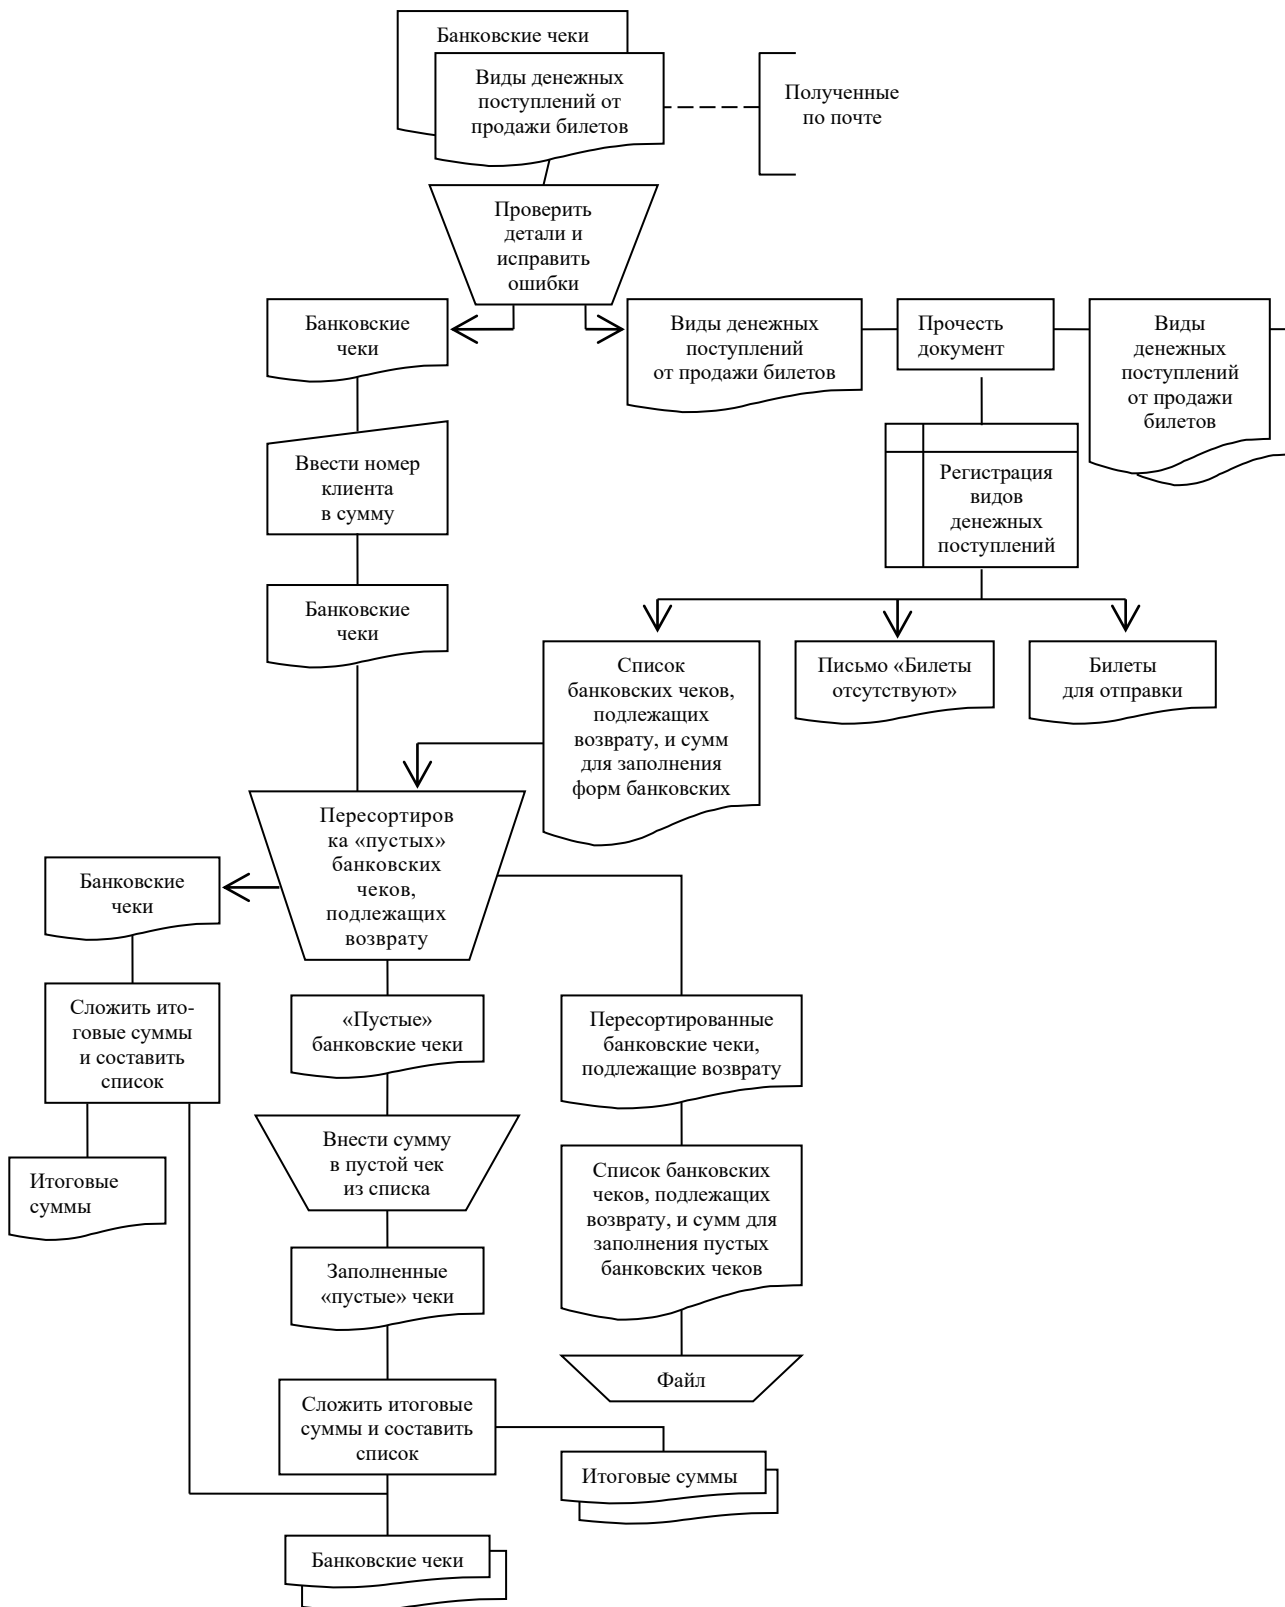 Банковские чеки
Виды денежных
поступлений от
продажи билетов
Полученные
по почте
Проверить
детали и
исправить
ошибки
Банковские
чеки
Виды денежных
поступлений
от продажи билетов
Прочесть
документ
Виды
денежных
поступлений
от продажи
билетов
Ввести номер
клиента
в сумму
Регистрация
видов
денежных
поступлений
Банковские
чеки
Список
банковских чеков,
подлежащих
возврату, и сумм
для заполнения
форм банковских
Письмо «Билеты
отсутствуют»
Билеты
для отправки
Пересортиров
ка «пустых»
банковских
чеков,
подлежащих
возврату
Банковские
чеки
Сложить ито-
говые суммы
и составить
список
«Пустые»
банковские чеки
Пересортированные
банковские чеки,
подлежащие возврату
Внести сумму
в пустой чек
из списка
Список банковских
чеков, подлежащих
возврату, и сумм для
заполнения пустых
банковских чеков
Итоговые
суммы
Заполненные
«пустые» чеки
Файл
Сложить итоговые
суммы и составить
список
Итоговые суммы
Банковские чеки